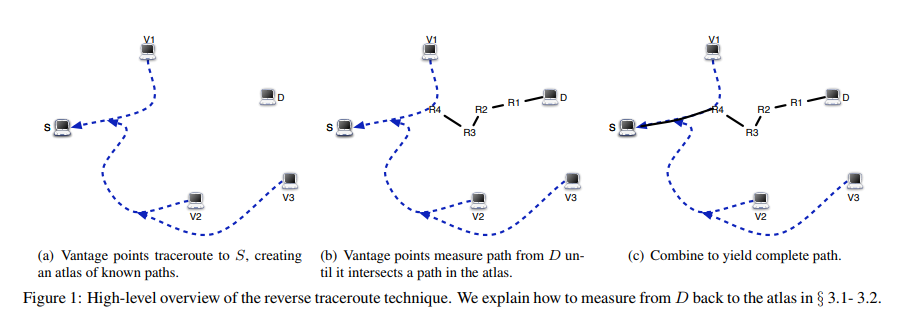 V1
D
S
V2
V3
V1
D
R1
R2
R4
R3
S
V2
V3
V1
D
R1
R2
R4
R3
S
V2
V3
(a) Vantage points traceroute to S, creating
an atlas of known paths.
(b) Vantage points measure path from D un-
til it intersects a path in the atlas.
(c) Combine to yield complete path.
Figure 1: High-level overview of the reverse traceroute technique. We explain how to measure from D back to the atlas in § 3.1- 3.2.